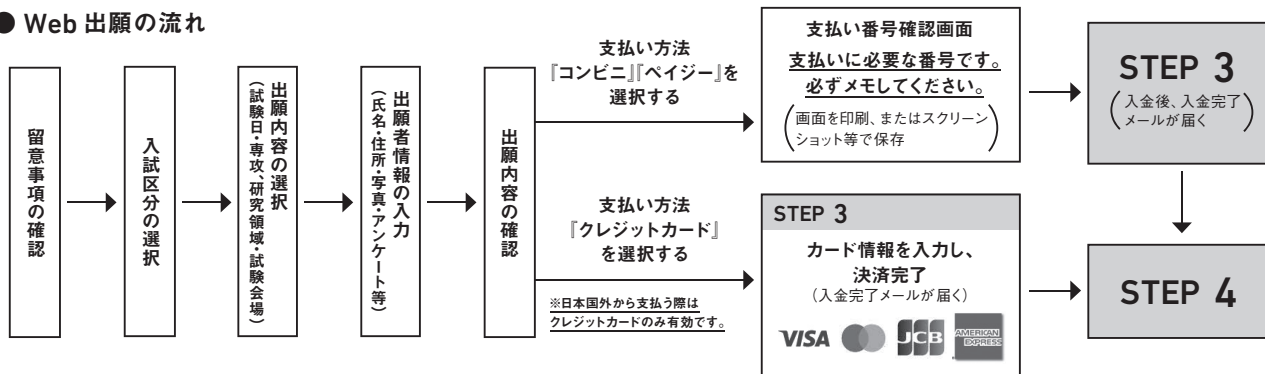 ● Web 出願の流れ
留意事項の確認
入試区分の選択
出願内容の選択
(試験日・専攻、研究領域・試験会場)
出願者情報の入力
(氏名・住所・写真・アンケート等)
出願内容の確認
支払い方法
『コンビニ』『ペイジー』を
選択する
支払い番号確認画面
支払いに必要な番号です。
必ずメモしてください。
(画面を印刷、またはスクリーン
ショット等で保存)
STEP 3
(入金後、入金完了
メールが届く)
支払い方法
『クレジットカード』
を選択する
※日本国外から支払う際は
クレジットカードのみ有効です。
STEP 3
カード情報を入力し、
決済完了
(入金完了メールが届く)
VISA
JCB
AMERICAN
EXPRESS
STEP 4